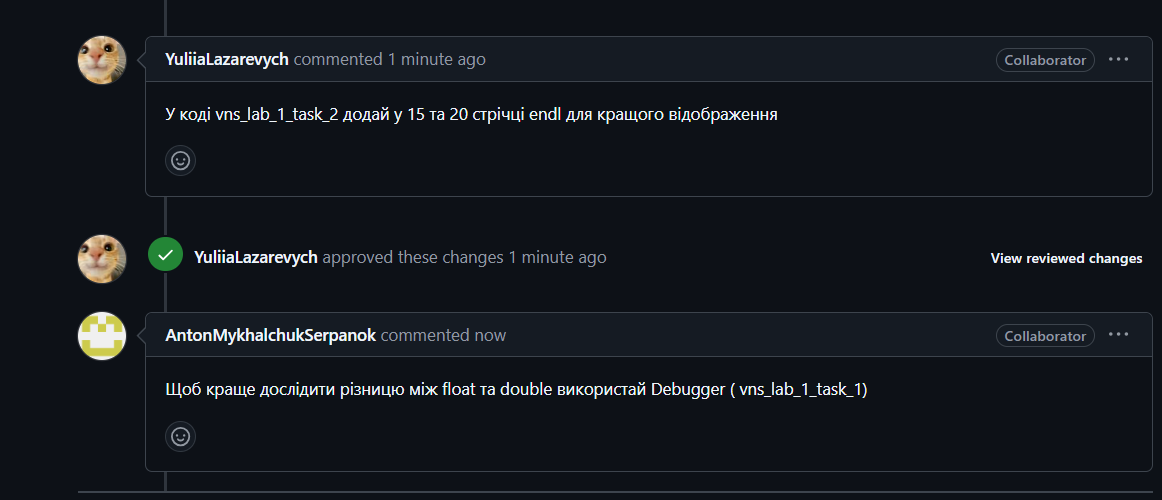 YuliiaLazarevych commented 1 minute ago Collaborator ...
У коді vns_lab_1_task_2 додай у 15 та 20 стрічці endl для кращого відображення
YuliiaLazarevych approved these changes 1 minute ago View reviewed changes
AntonMykhalchukSerpanok commented now Collaborator ...
Щоб краще дослідити різницю між float та double використай Debugger ( vns_lab_1_task_1)